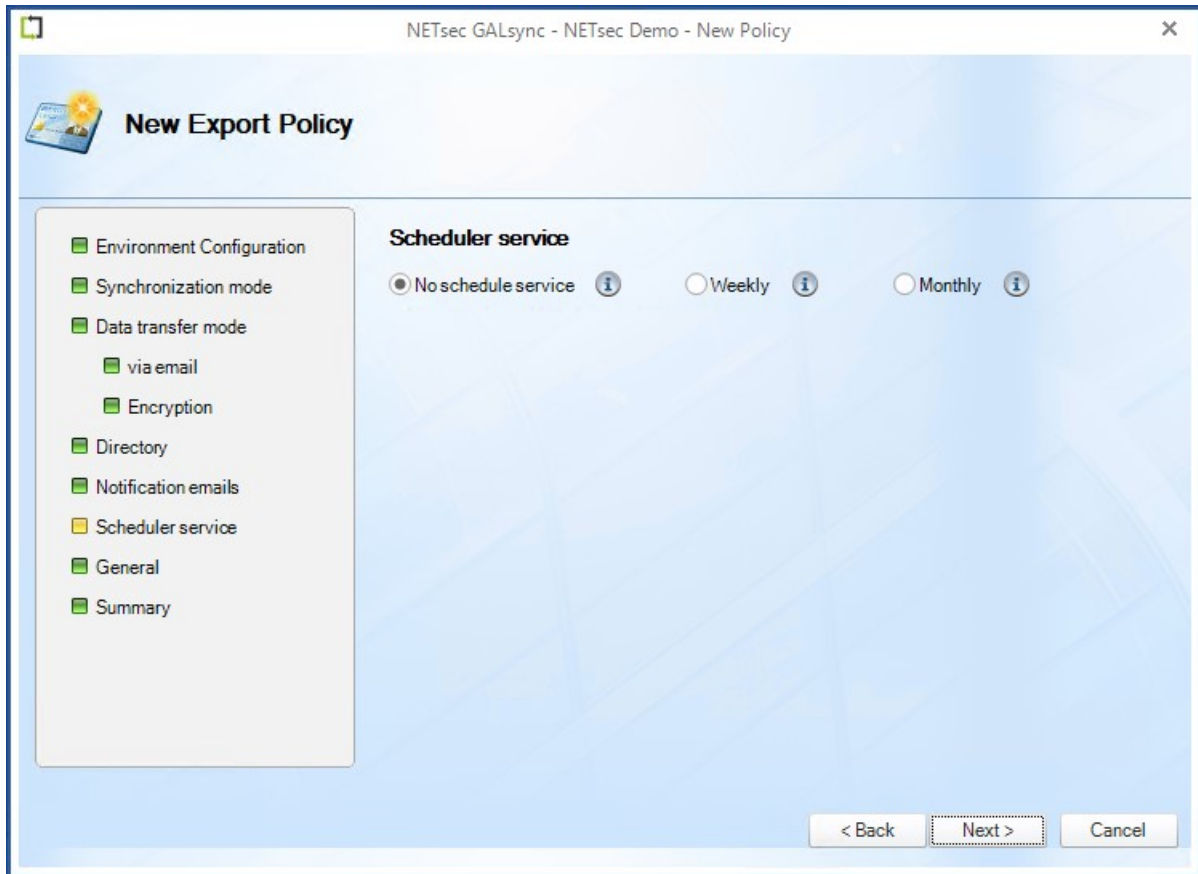 NETsec GALsync - NETsec Demo - New Policy
New Export Policy
Environment Configuration
Synchronization mode
Data transfer mode
via email
Encryption
Directory
Notification emails
Scheduler service
General
Summary
Scheduler service
No schedule service
Weekly
Monthly
< Back
Next >
Cancel